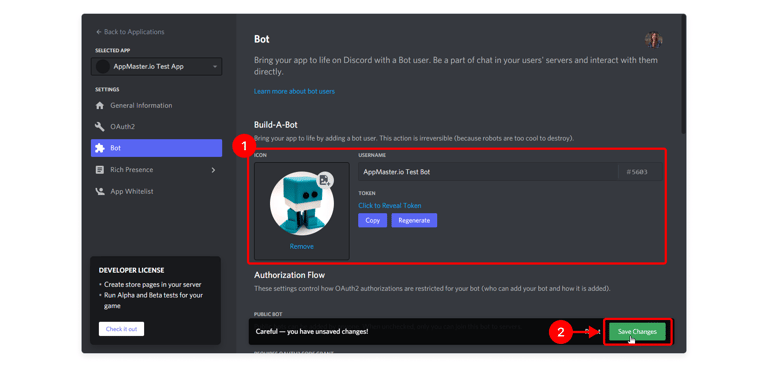 ← Back to Applications
SELECTED APP
AppMaster.io Test App
SETTINGS
General Information
OAuth2
Bot
Rich Presence
App Whitelist
DEVELOPER LICENSE
• Create store pages in your server
• Run Alpha and Beta tests for your
game
Check it out
Bot
Bring your app to life on Discord with a Bot user. Be a part of chat in your users' servers and interact with them
directly.
Learn more about bot users
Build-A-Bot
Bring your app to life by adding a bot user. This action is irreversible (because robots are too cool to destroy).
1
ICON
Remove
USERNAME
AppMaster.io Test Bot
#5603
TOKEN
Click to Reveal Token
Copy
Regenerate
Authorization Flow
These settings control how OAuth2 authorizations are restricted for your bot (who can add your bot and how it is added).
PUBLIC BOT
Careful — you have unsaved changes!
2
Save Changes